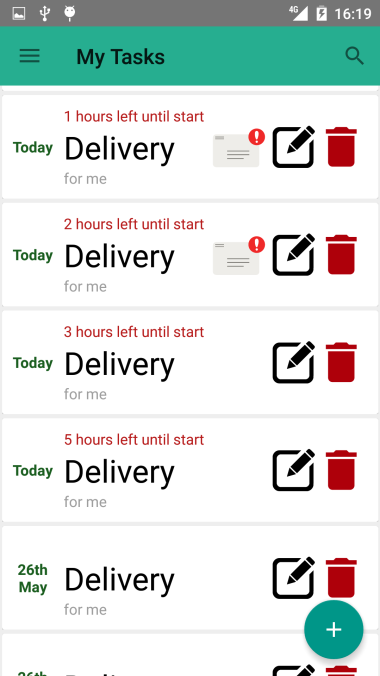 4G 16:19
My Tasks
1 hours left until start
Today
Delivery
for me
2 hours left until start
Today
Delivery
for me
3 hours left until start
Today
Delivery
for me
5 hours left until start
Today
Delivery
for me
26th
May
Delivery
for me